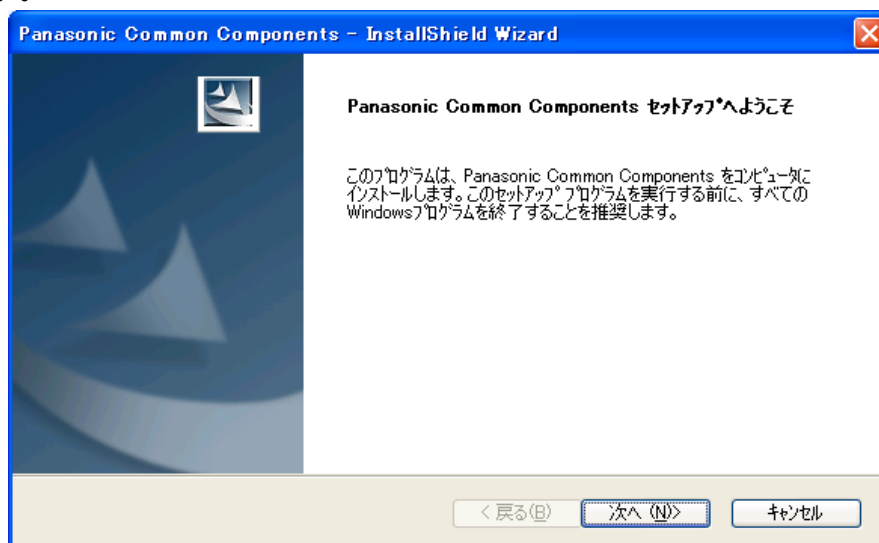 Panasonic Common Components - InstallShield Wizard
Panasonic Common Components ｾｯﾄｱｯﾌﾟへようこそ
このﾌﾟﾛｸﾞﾗﾑは、Panasonic Common Components をｺﾝﾋﾟｭｰﾀに
ｲﾝｽﾄｰﾙします。このｾｯﾄｱｯﾌﾟ ﾌﾟﾛｸﾞﾗﾑを実行する前に、すべての
Windowsﾌﾟﾛｸﾞﾗﾑを終了することを推奨します。
< 戻る(B) 次へ (N)> ｷｬﾝｾﾙ